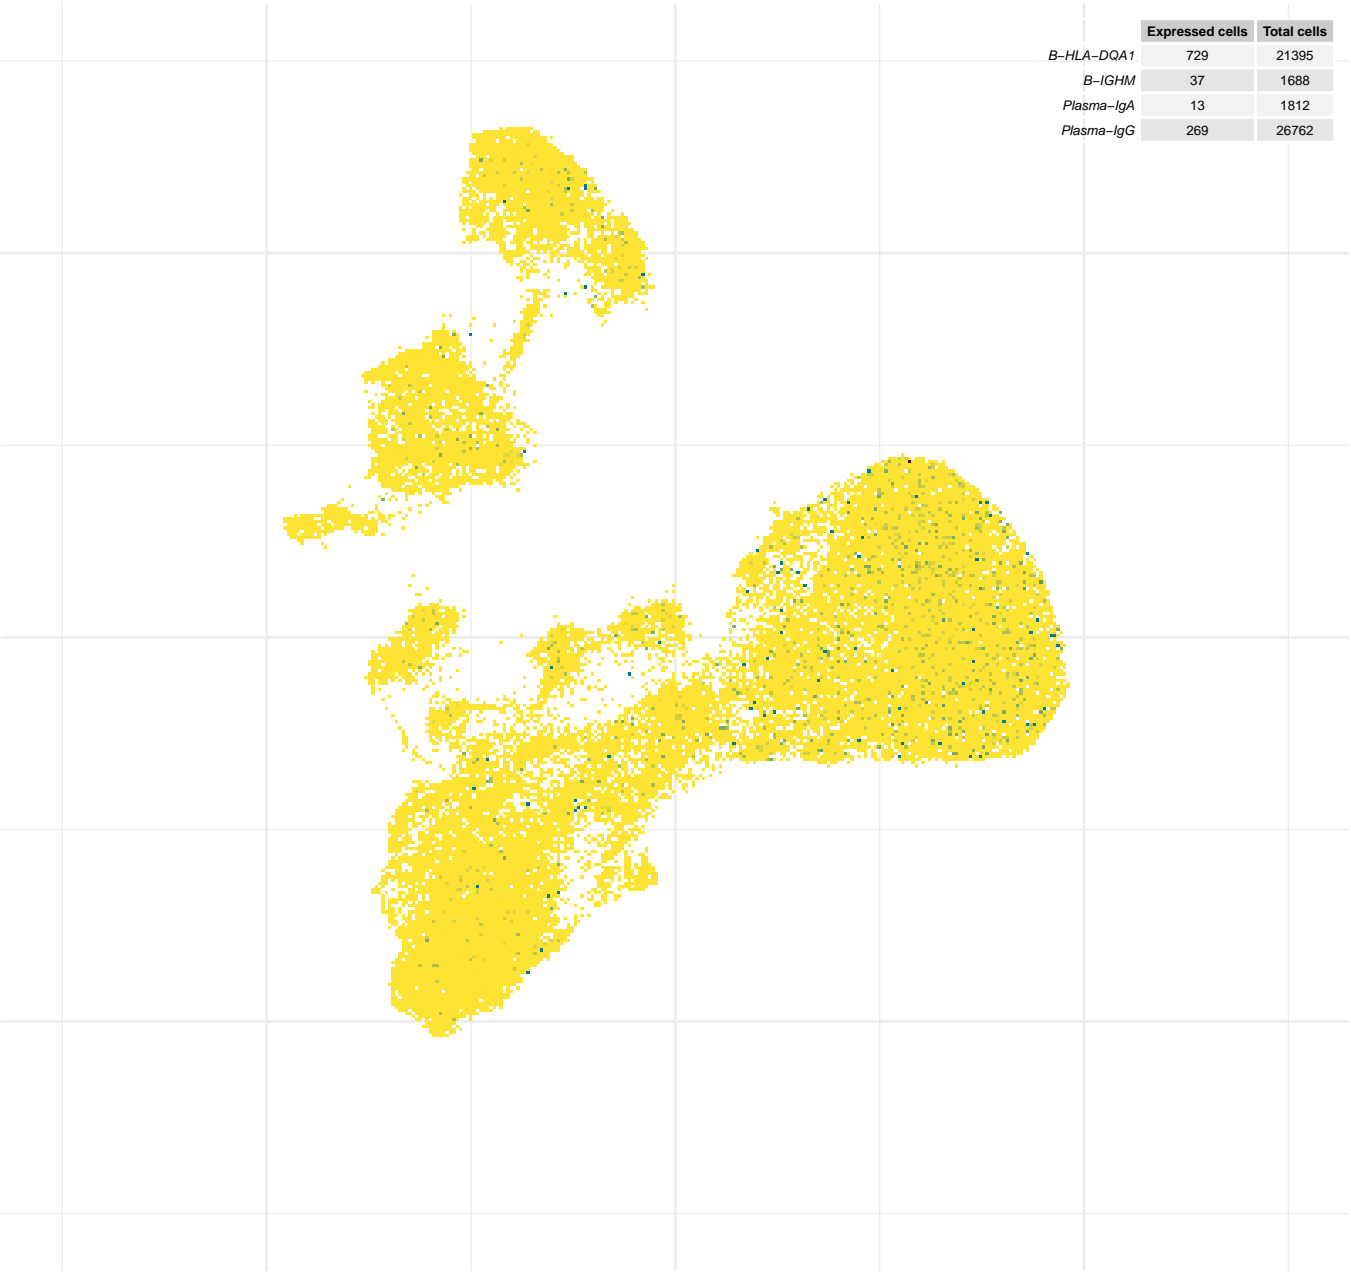 Expressed cells Total cells
B−HLA−DQA1 729 21395
B−IGHM 37 1688
Plasma−IgA 13 1812
Plasma−IgG 269 26762